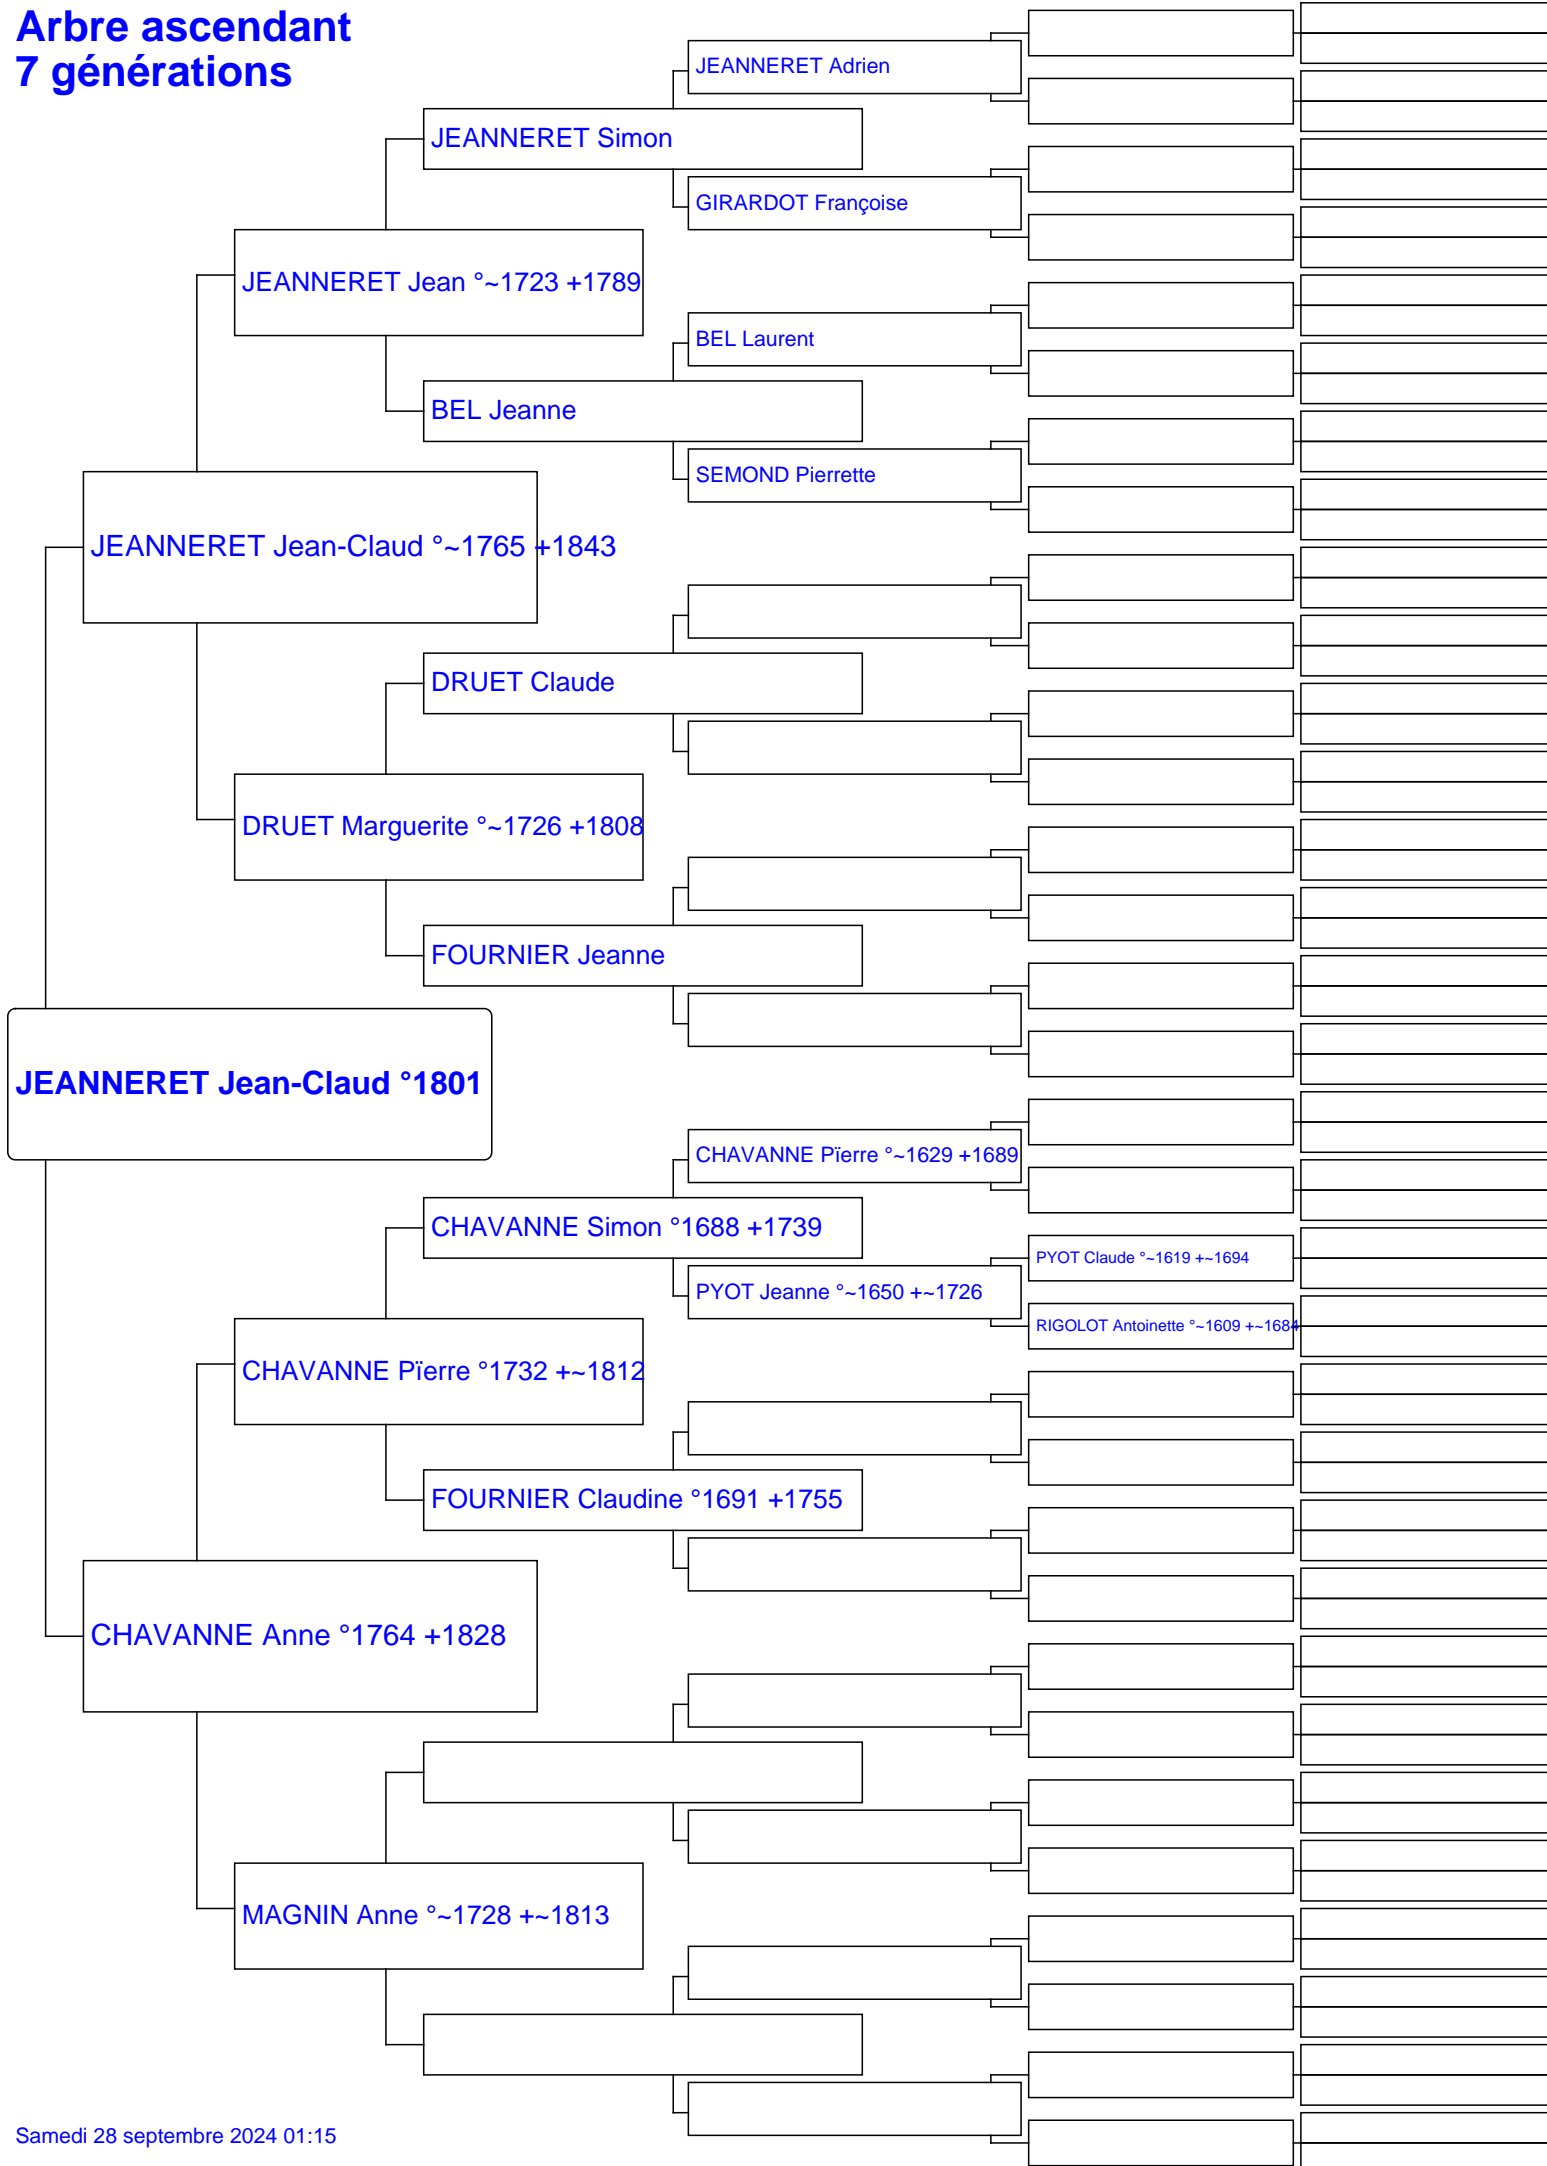 Arbre ascendant
7 générations
JEANNERET Adrien
JEANNERET Simon
GIRARDOT Françoise
JEANNERET Jean °~1723 +1789
BEL Laurent
BEL Jeanne
SEMOND Pierrette
JEANNERET Jean-Claud °~1765 +1843
DRUET Claude
DRUET Marguerite °~1726 +1808
FOURNIER Jeanne
JEANNERET Jean-Claud °1801
CHAVANNE Pïerre °~1629 +1689
CHAVANNE Simon °1688 +1739
PYOT Claude °~1619 +~1694
PYOT Jeanne °~1650 +~1726
RIGOLOT Antoinette °~1609 +~1684
CHAVANNE Pïerre °1732 +~1812
FOURNIER Claudine °1691 +1755
CHAVANNE Anne °1764 +1828
MAGNIN Anne °~1728 +~1813
Samedi 28 septembre 2024 01:15